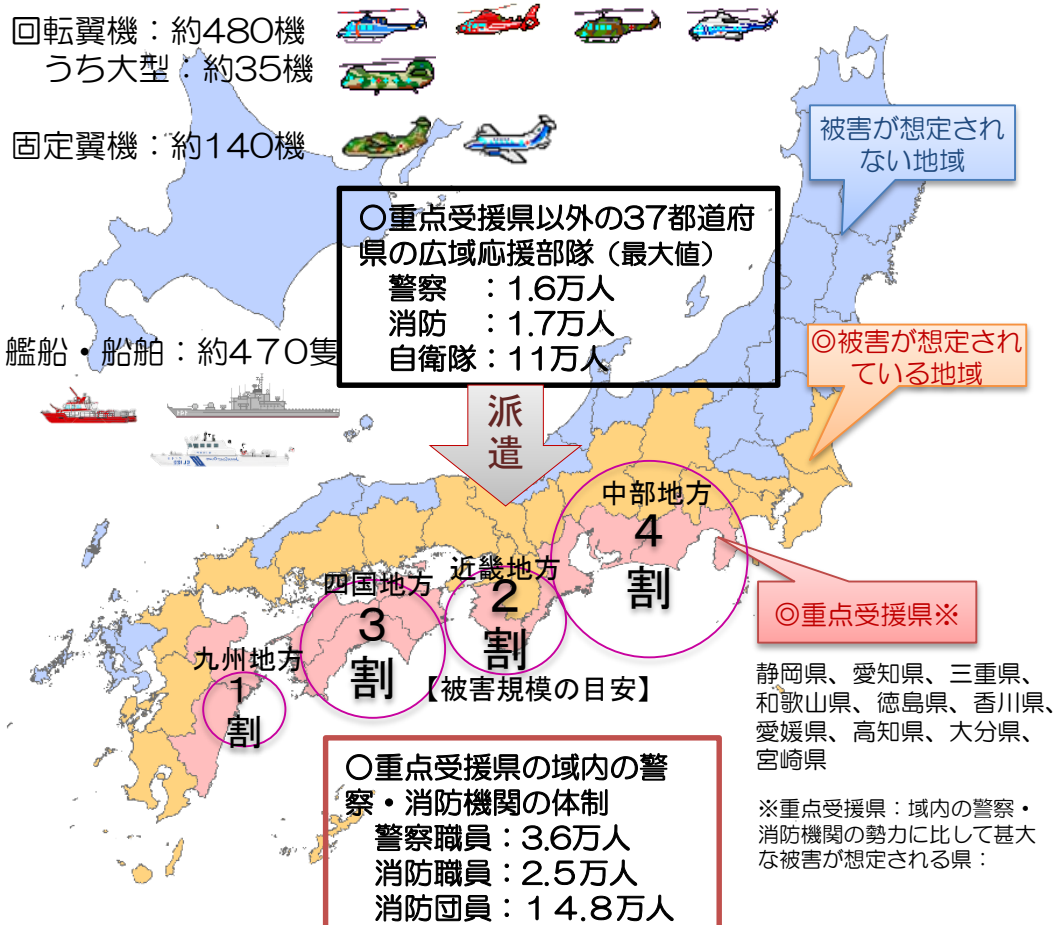 回転翼機：約480機
うち大型：約35機
固定翼機：約140機
被害が想定され
ない地域
〇重点受援県以外の37都道府
県の広域応援部隊（最大値）
警察　：1.6万人
消防　：1.7万人
自衛隊：11万人
艦船・船舶：約470隻
◎被害が想定され
ている地域
派
遣
中部地方
4
割
近畿地方
2
割
四国地方
3
割
九州地方
1
割
【被害規模の目安】
◎重点受援県※
静岡県、愛知県、三重県、
和歌山県、徳島県、香川県、
愛媛県、高知県、大分県、
宮崎県
※重点受援県：域内の警察・
消防機関の勢力に比して甚大
な被害が想定される県：
〇重点受援県の域内の警
察・消防機関の体制
警察職員：3.6万人
消防職員：2.5万人
消防団員：１４.8万人